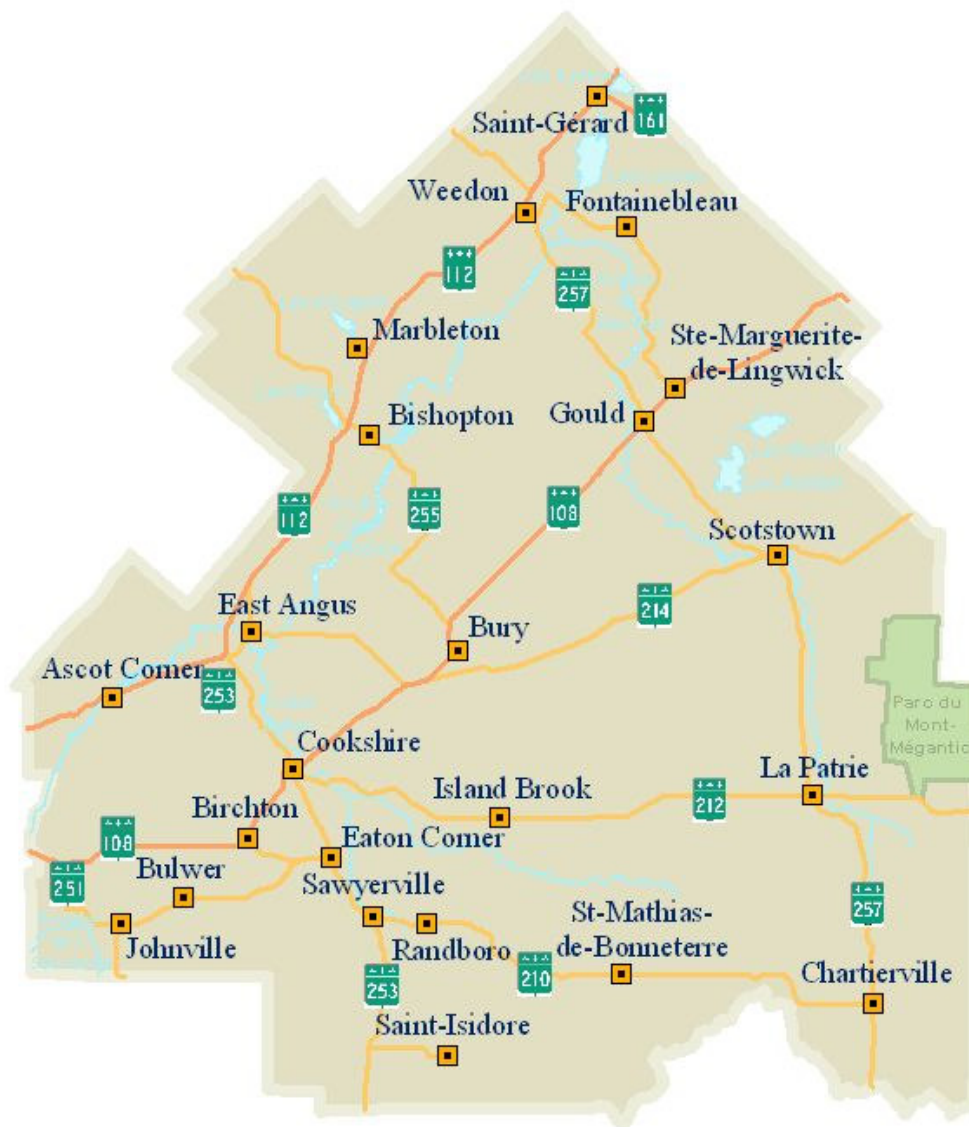 Saint-Gérard
161
Weedon
Fontainebleau
112
257
Marbleton
Ste-Marguerite-
de-Lingwick
Bishopton
Gould
112
255
108
Scotstown
East Angus
214
Bury
Ascot Corner
253
Parc du
Mont-
Mégantic
Cookshire
La Patrie
Island Brook
212
Birchton
108
Eaton Corner
251
Bulwer
Sawyerville
257
St-Mathias-
de-Bonneterre
Johnville
Randboro
253
210
Chartierville
Saint-Isidore